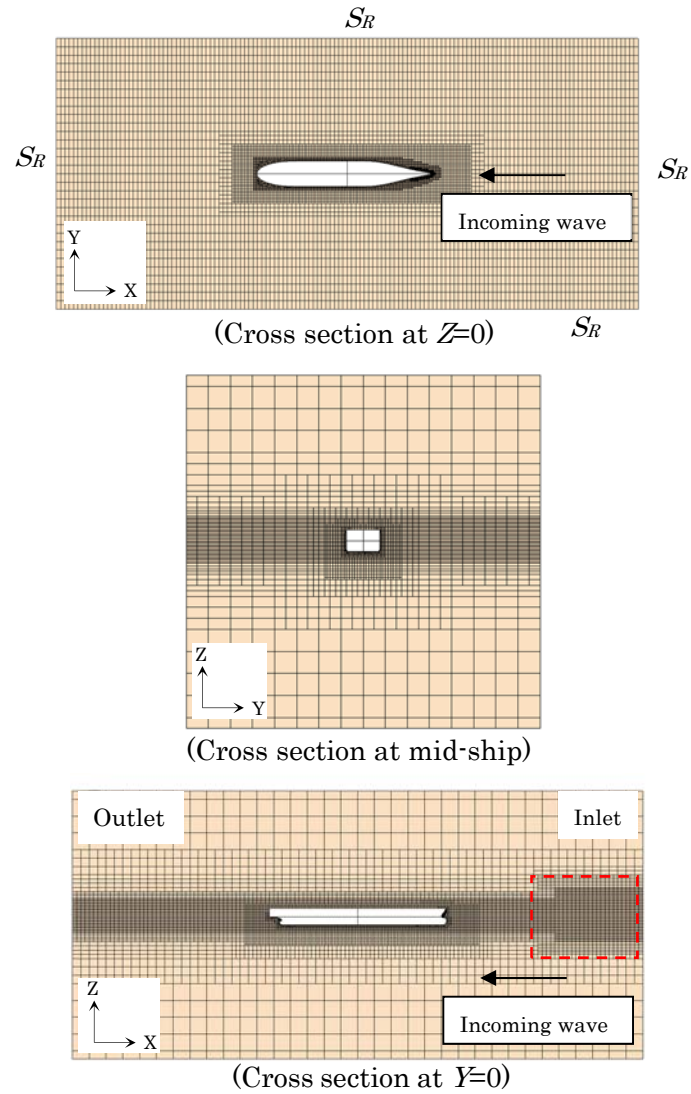 S_R
S_R
S_R
Incoming wave
Y
X
(Cross section at Z=0)
S_R
Z
Y
(Cross section at mid-ship)
Outlet
Inlet
Z
X
Incoming wave
(Cross section at Y=0)